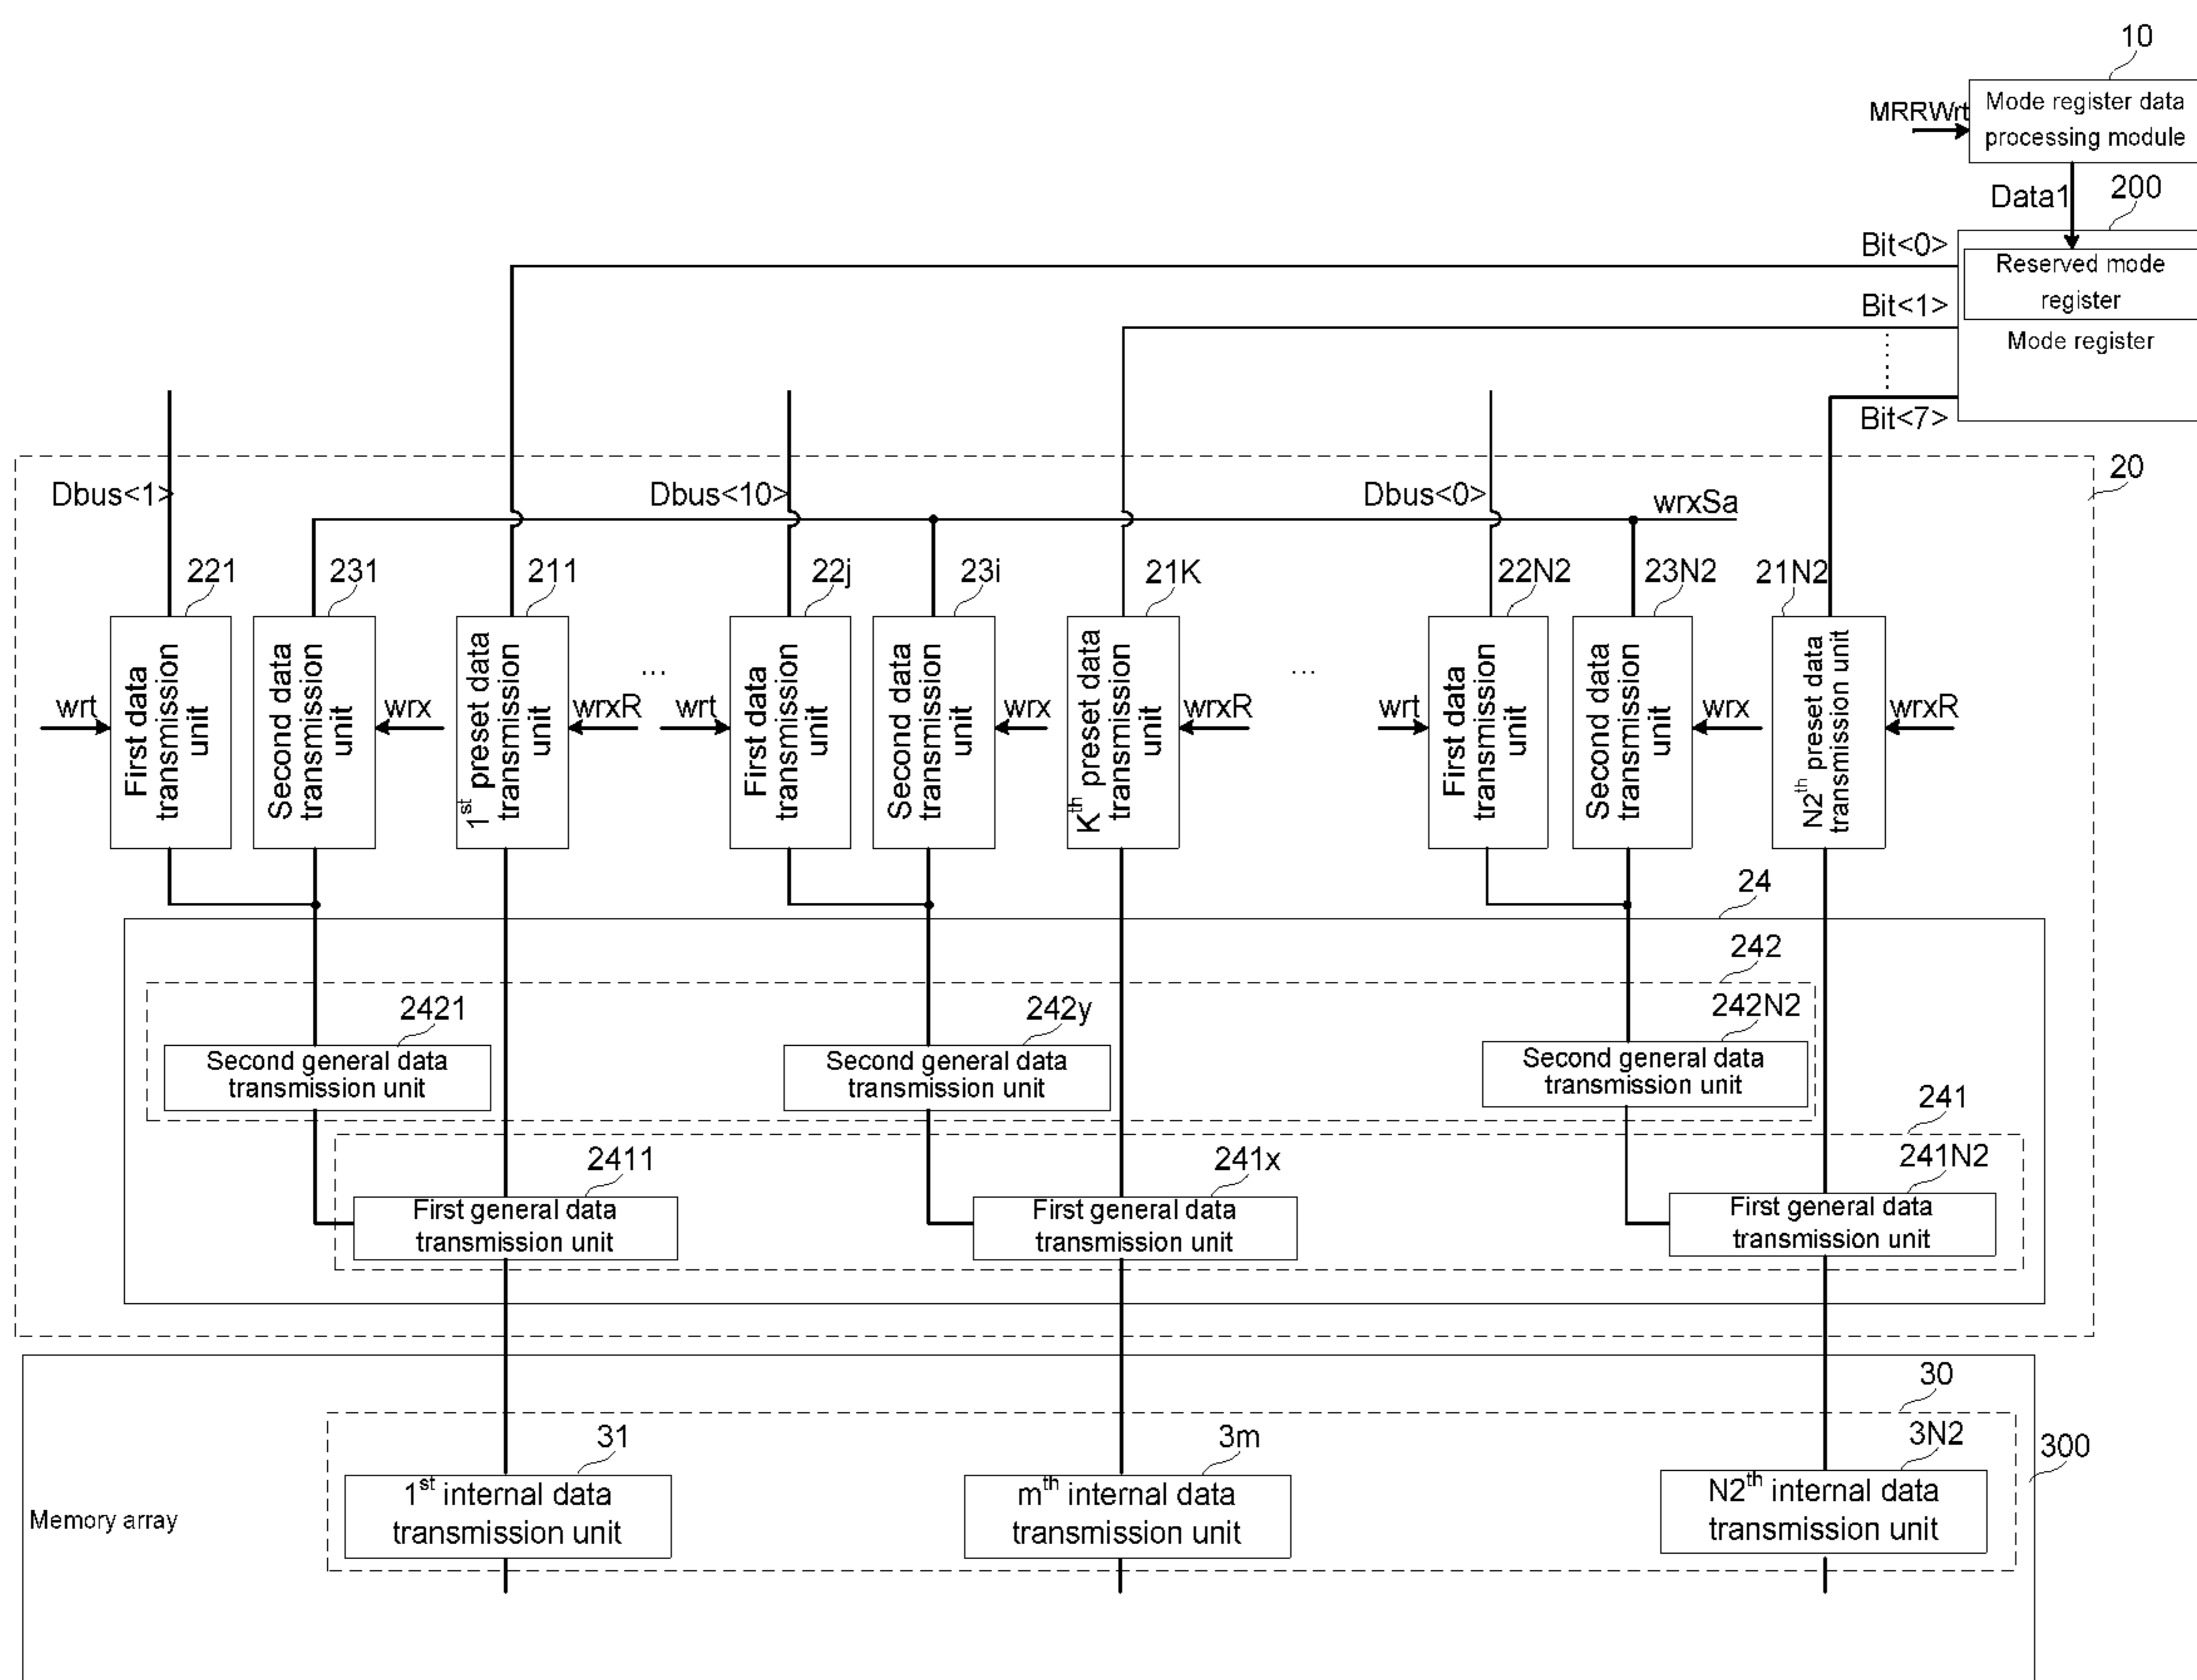 10
MRRWrt
Mode register data
processing module
Data1
200
Bit<0>
Reserved mode
register
Bit<1>
Mode register
Bit<7>
20
Dbus<1>
Dbus<10>
Dbus<0>
wrxSa
221
231
211
22j
23i
21K
22N2
23N2
21N2
wrt
First data
transmission
unit
Second data
transmission
unit
wrx
1st preset data
transmission
unit
wrxR
...
wrt
First data
transmission
unit
Second data
transmission
unit
wrx
Kth preset data
transmission
unit
wrxR
...
wrt
First data
transmission
unit
Second data
transmission
unit
wrx
N2th preset data
transmission unit
wrxR
24
242
2421
242y
242N2
Second general data
transmission unit
Second general data
transmission unit
Second general data
transmission unit
241
2411
241x
241N2
First general data
transmission unit
First general data
transmission unit
First general data
transmission unit
30
31
3m
3N2
300
1st internal data
transmission unit
mth internal data
transmission unit
N2th internal data
transmission unit
Memory array